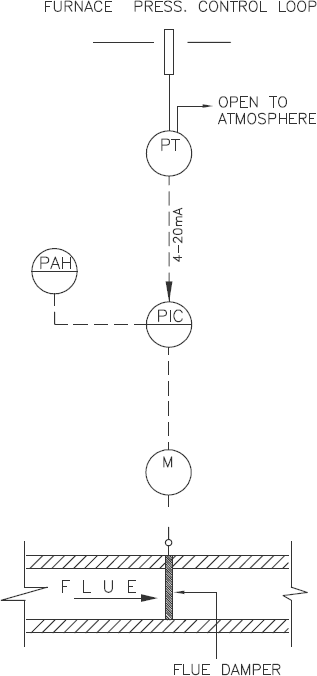 FURNACE PRESS. CONTROL LOOP
OPEN TO
ATMOSPHERE
PT
4-20mA
PAH
PIC
M
FLUE
FLUE DAMPER